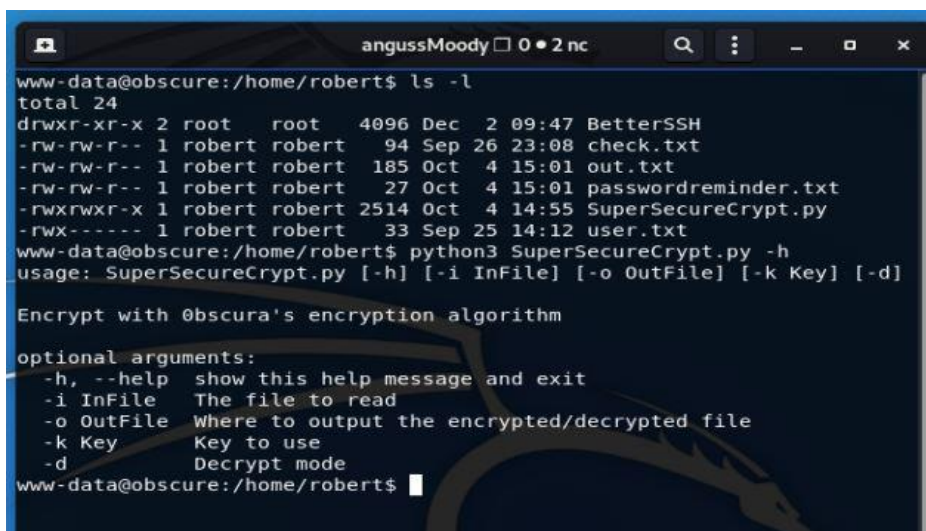 angussMoody □ 0 • 2 nc
www-data@obscure:/home/robert$ ls -l
total 24
drwxr-xr-x 2 root   root   4096 Dec  2 09:47 BetterSSH
-rw-rw-r-- 1 robert robert   94 Sep 26 23:08 check.txt
-rw-rw-r-- 1 robert robert  185 Oct  4 15:01 out.txt
-rw-rw-r-- 1 robert robert   27 Oct  4 15:01 passwordreminder.txt
-rwxrwxr-x 1 robert robert 2514 Oct  4 14:55 SuperSecureCrypt.py
-rwx------ 1 robert robert   33 Sep 25 14:12 user.txt
www-data@obscure:/home/robert$ python3 SuperSecureCrypt.py -h
usage: SuperSecureCrypt.py [-h] [-i InFile] [-o OutFile] [-k Key] [-d]
Encrypt with 0bscura's encryption algorithm
optional arguments:
  -h, --help  show this help message and exit
  -i InFile   The file to read
  -o OutFile  Where to output the encrypted/decrypted file
  -k Key      Key to use
  -d          Decrypt mode
www-data@obscure:/home/robert$